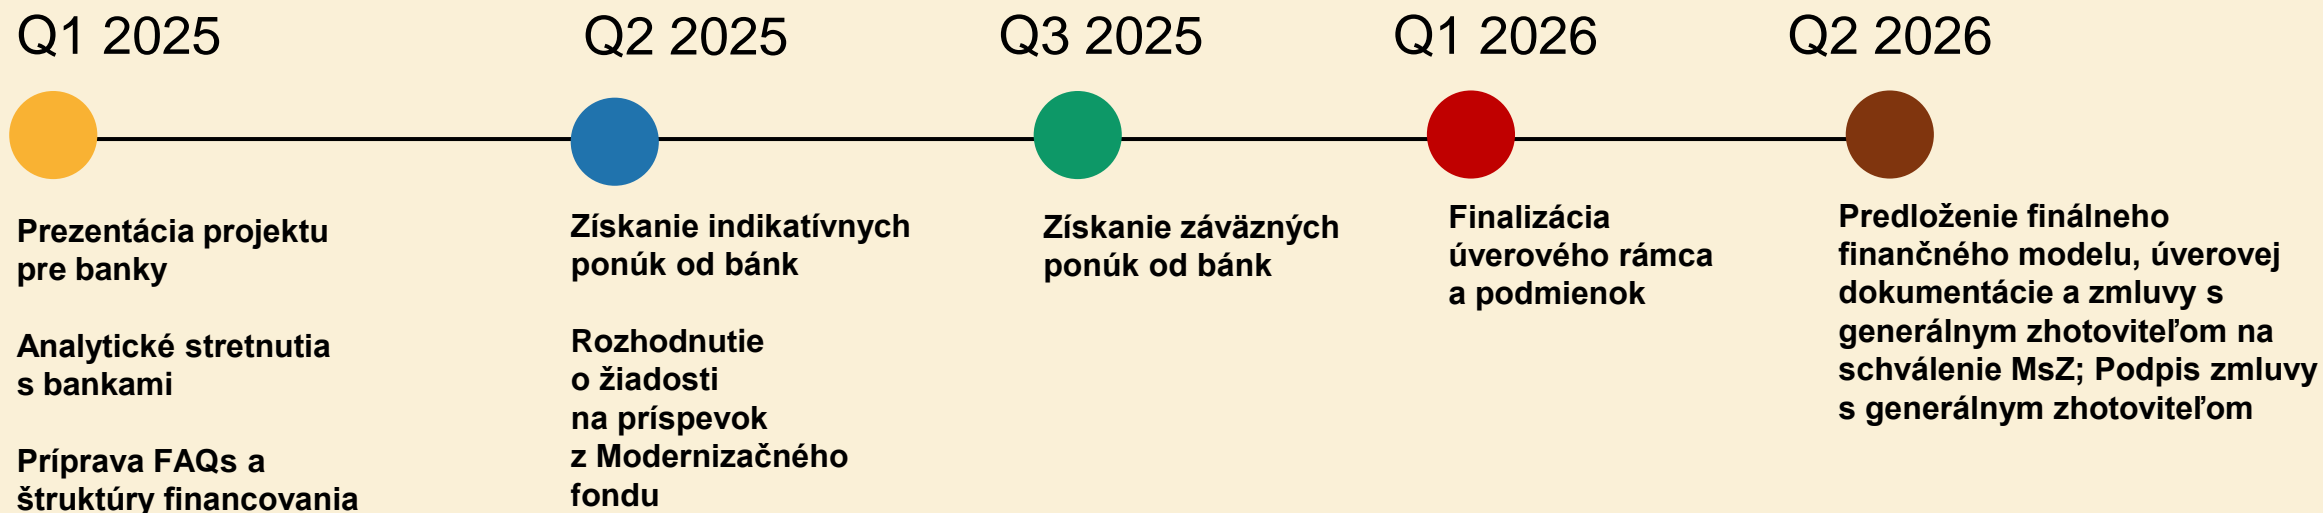 Q1 2025
Q2 2025
Q3 2025
Q1 2026
Q2 2026
Prezentácia projektu
pre banky
Analytické stretnutia
s bankami
Príprava FAQs a
štruktúry financovania
Získanie indikatívnych
ponúk od bánk
Rozhodnutie
o žiadosti
na príspevok
z Modernizačného
fondu
Získanie záväzných
ponúk od bánk
Finalizácia
úverového rámca
a podmienok
Predloženie finálneho
finančného modelu, úverovej
dokumentácie a zmluvy s
generálnym zhotoviteľom na
schválenie MsZ; Podpis zmluvy
s generálnym zhotoviteľom